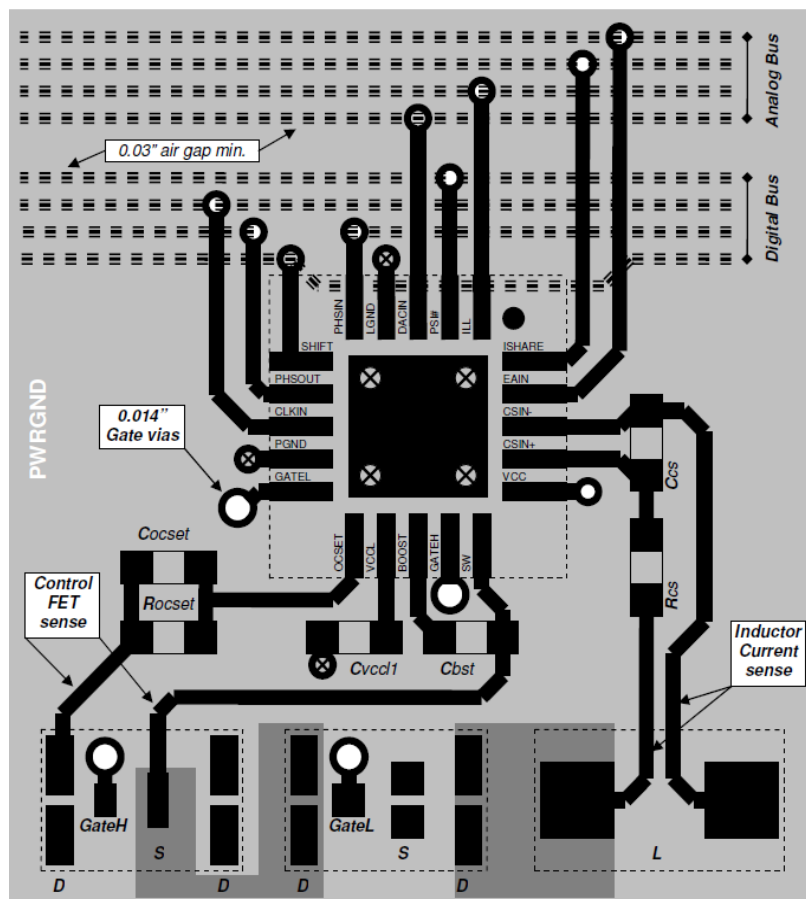 Analog Bus
0.03" air gap min.
Digital Bus
PHSIN
LGND
DACIN
PSI#
ILL
SHIFT
ISHARE
PHSOUT
EAIN
CLKIN
CSIN-
PGND
CSIN+
GATEL
VCC
PWRGND
0.014”
Gate vias
Ccs
OCSET
VCCL
BOOST
GATEH
SW
Cocset
Rocset
Control
FET
sense
Rcs
Cvccl1
Cbst
Inductor
Current
sense
GateH
S
GateL
S
L
D
D
D
D